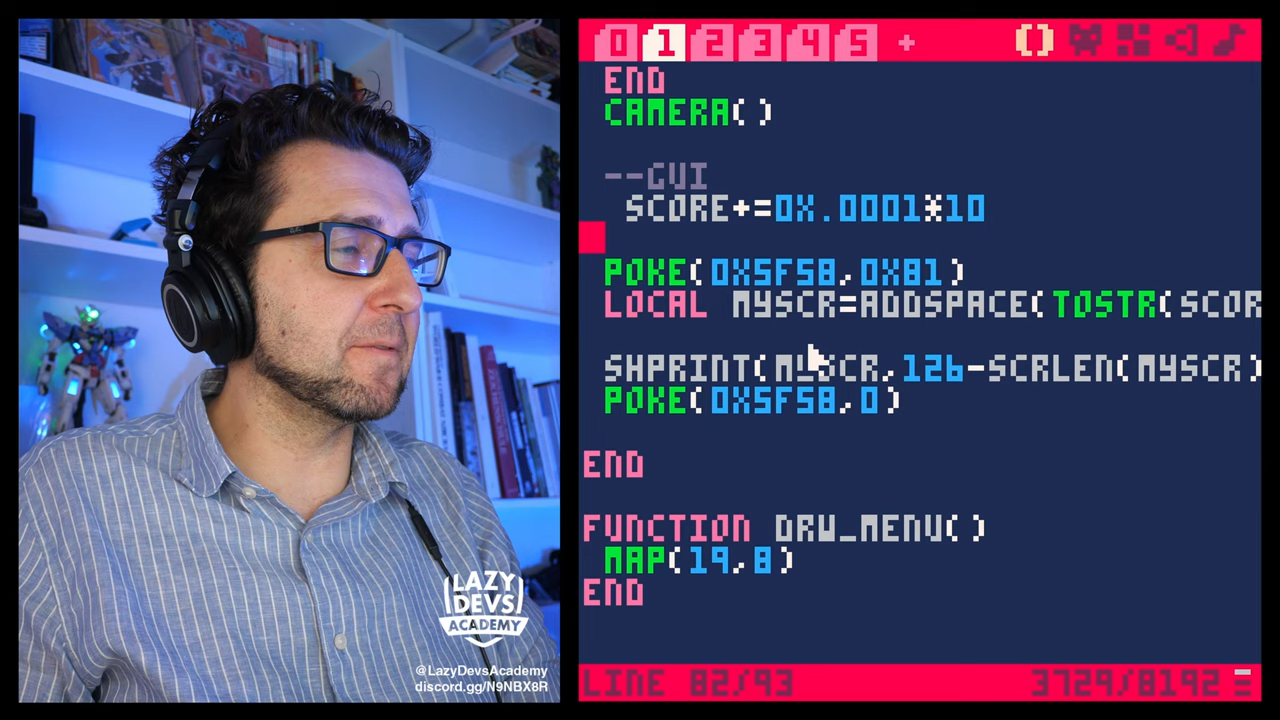 0 1 2 3 4 5 +
END
CAMERA()
--GUI
SCORE+=0X.0001*10
POKE(0X5F58,0X81)
LOCAL MYSCR=ADDSPACE(TOSTR(SCOR
SHPRINT(MYSCR,126-SCRLEN(MYSCR)
POKE(0X5F58,0)
END
FUNCTION DRW_MENU()
MAP(19,8)
END
LINE 82/93
3729/8192
LAZY
DEVS
ACADEMY
@LazyDevsAcademy
discord.gg/N9NBX8R